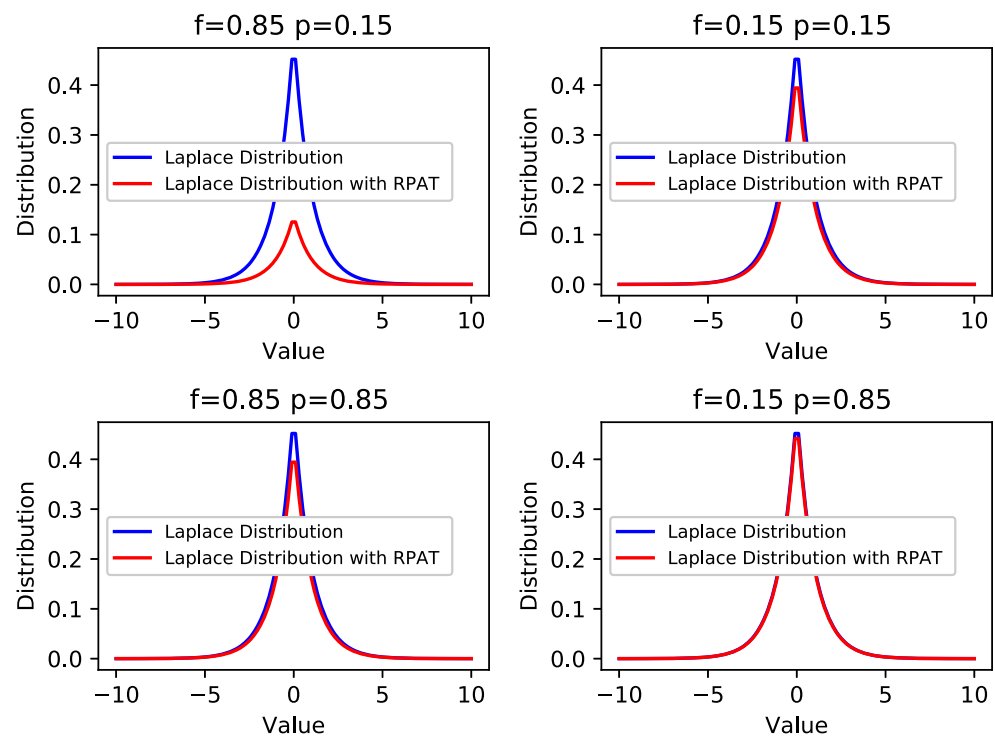 f=0.85 p=0.15
Distribution
0.4
0.3
0.2
0.1
0.0
Laplace Distribution
Laplace Distribution with RPAT
−10
−5
0
5
10
Value
f=0.15 p=0.15
Distribution
0.4
0.3
0.2
0.1
0.0
Laplace Distribution
Laplace Distribution with RPAT
−10
−5
0
5
10
Value
f=0.85 p=0.85
Distribution
0.4
0.3
0.2
0.1
0.0
Laplace Distribution
Laplace Distribution with RPAT
−10
−5
0
5
10
Value
f=0.15 p=0.85
Distribution
0.4
0.3
0.2
0.1
0.0
Laplace Distribution
Laplace Distribution with RPAT
−10
−5
0
5
10
Value